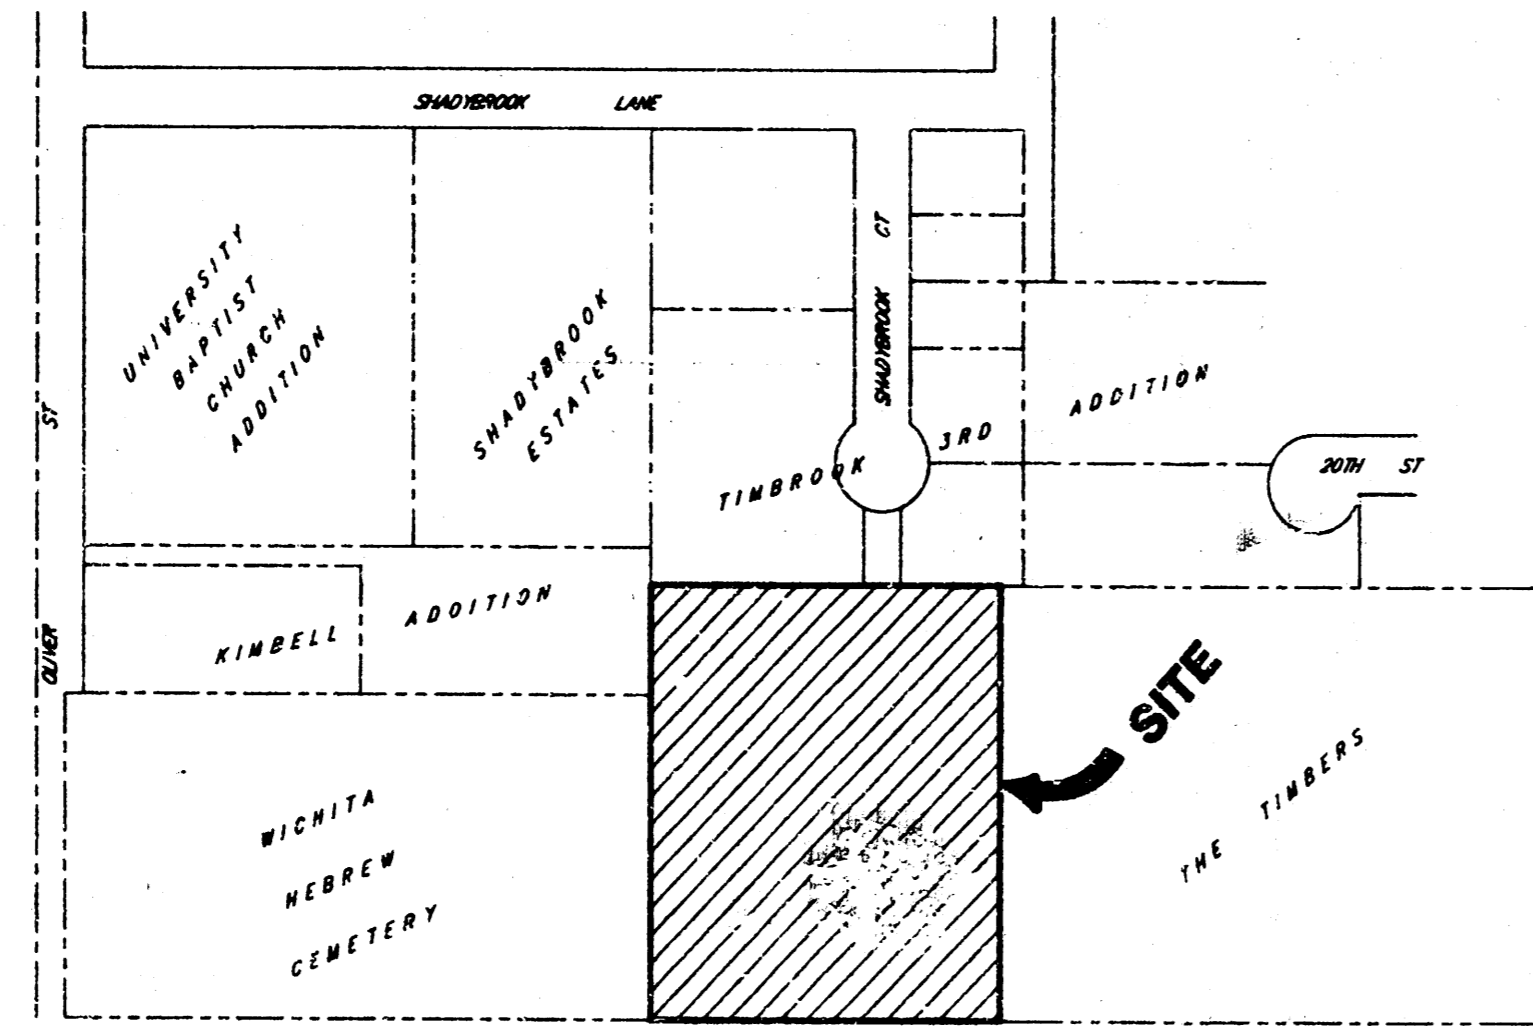 SHADYBROOK LANE
UNIVERSITY
BAPTIST
CHURCH
ADDITION
SHADYBROOK
ESTATES
SHADYBROOK CT
TIMBROOK 3RD ADDITION
20TH ST
OLIVER ST
KIMBELL ADDITION
SITE
WICHITA
HEBREW
CEMETERY
THE TIMBERS